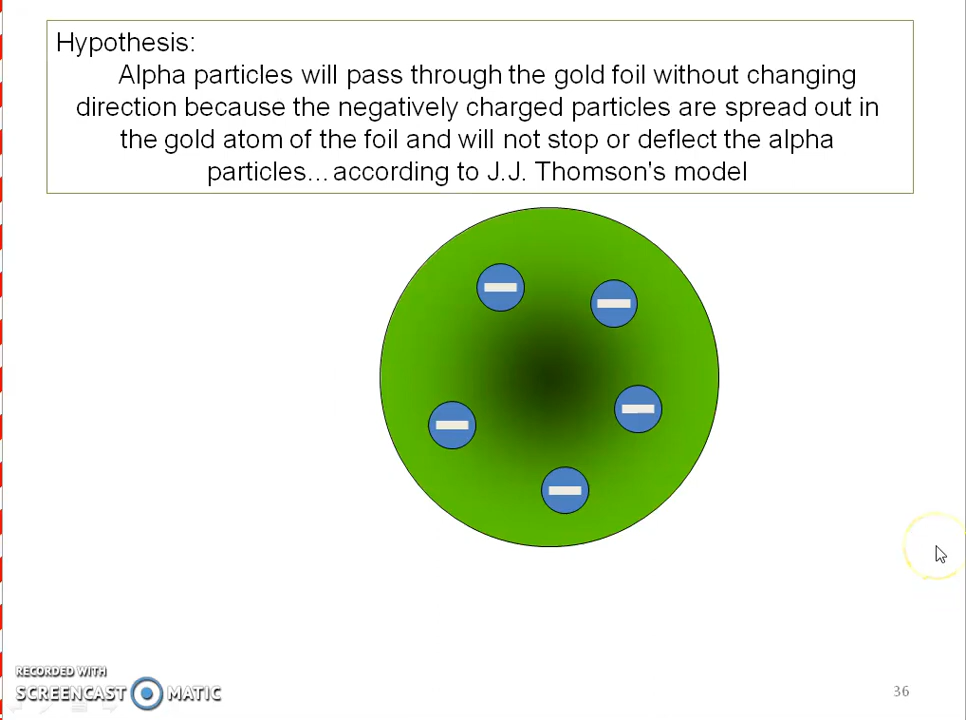 Hypothesis:
Alpha particles will pass through the gold foil without changing
direction because the negatively charged particles are spread out in
the gold atom of the foil and will not stop or deflect the alpha
particles...according to J.J. Thomson's model
RECORDED WITH
SCREENCAST MATIC
36